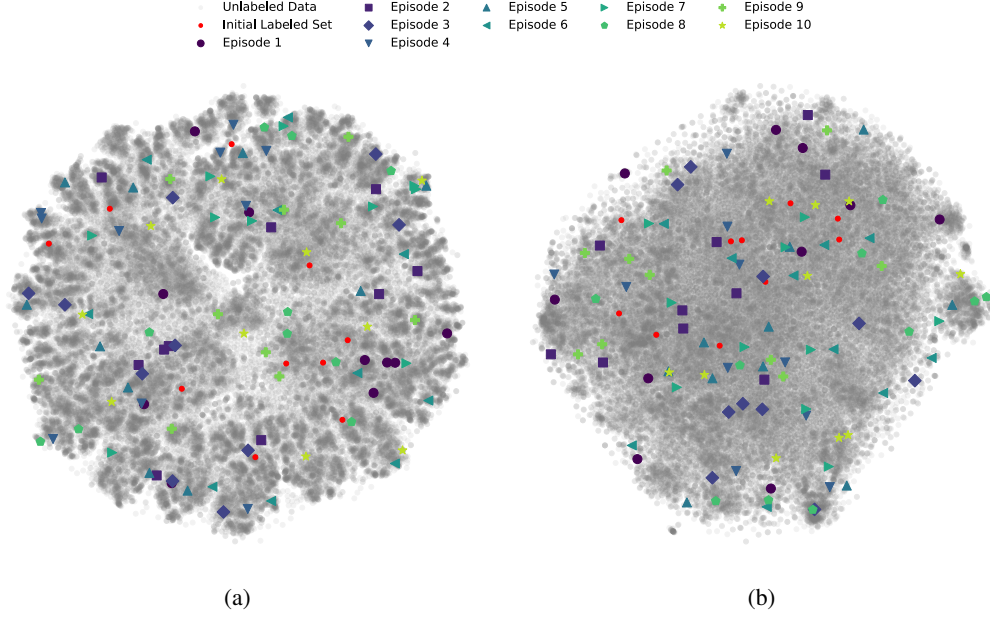 Unlabeled Data
Initial Labeled Set
Episode 1
Episode 2
Episode 3
Episode 4
Episode 5
Episode 6
Episode 7
Episode 8
Episode 9
Episode 10
(a)
(b)